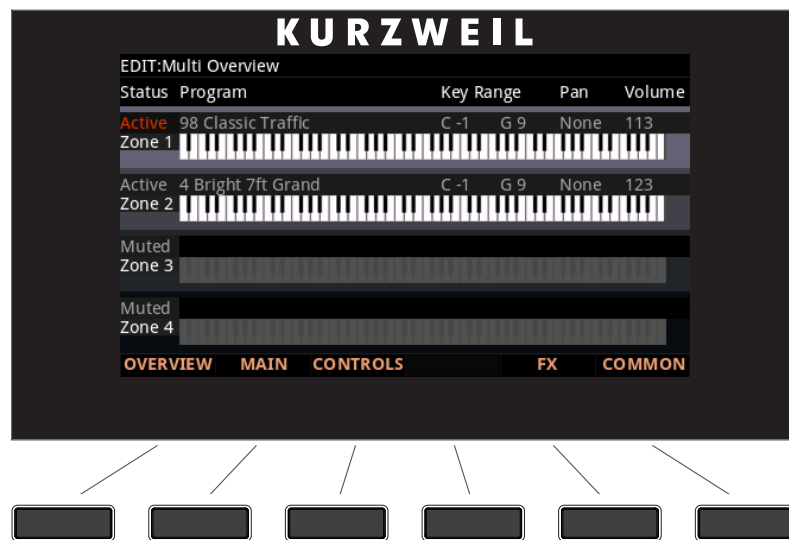 KURZWEIL
EDIT:Multi Overview
Status Program Key Range Pan Volume
Active 98 Classic Traffic C -1 G 9 None 113
Zone 1
Active 4 Bright 7ft Grand C -1 G 9 None 123
Zone 2
Muted
Zone 3
Muted
Zone 4
OVERVIEW MAIN CONTROLS FX COMMON